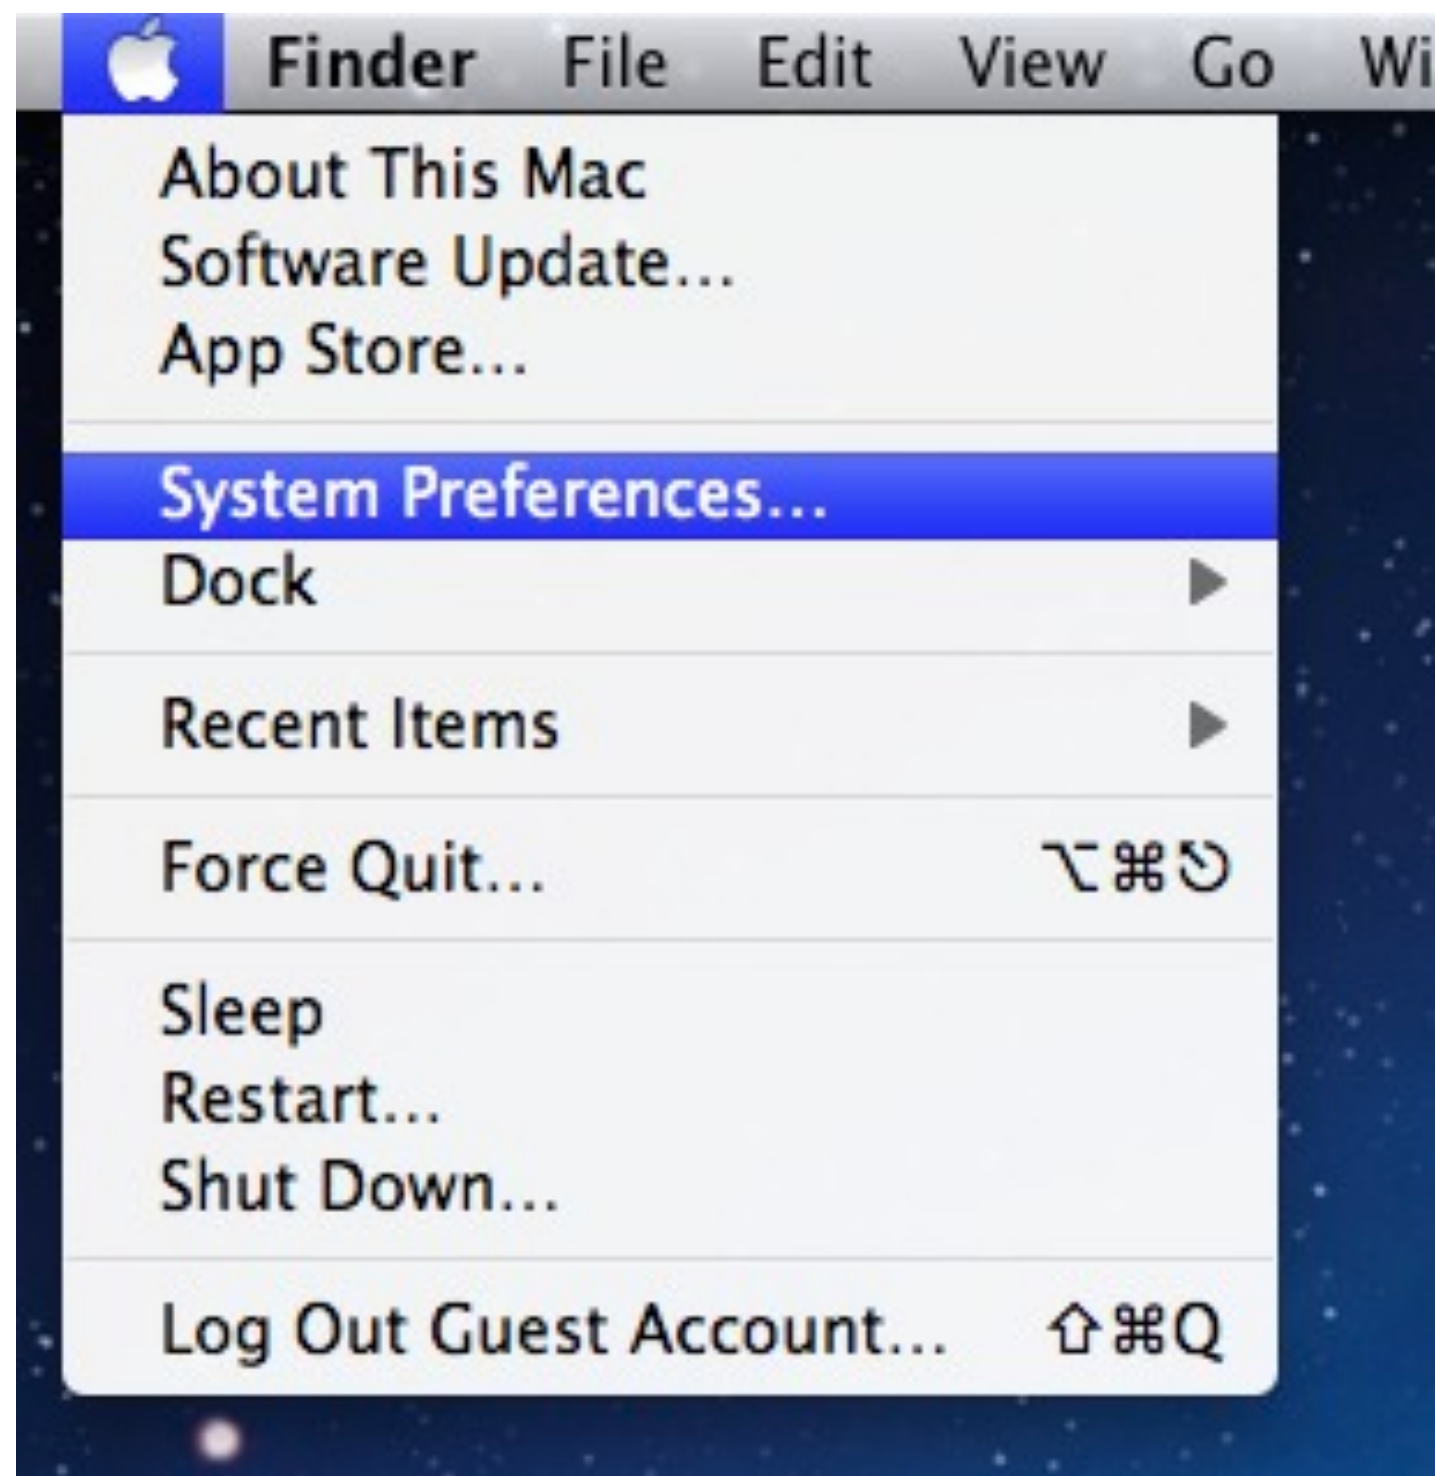 Finder File Edit View Go Wi
About This Mac
Software Update...
App Store...
System Preferences...
Dock
Recent Items
Force Quit... ⌥⌘⎋
Sleep
Restart...
Shut Down...
Log Out Guest Account... ⇧⌘Q